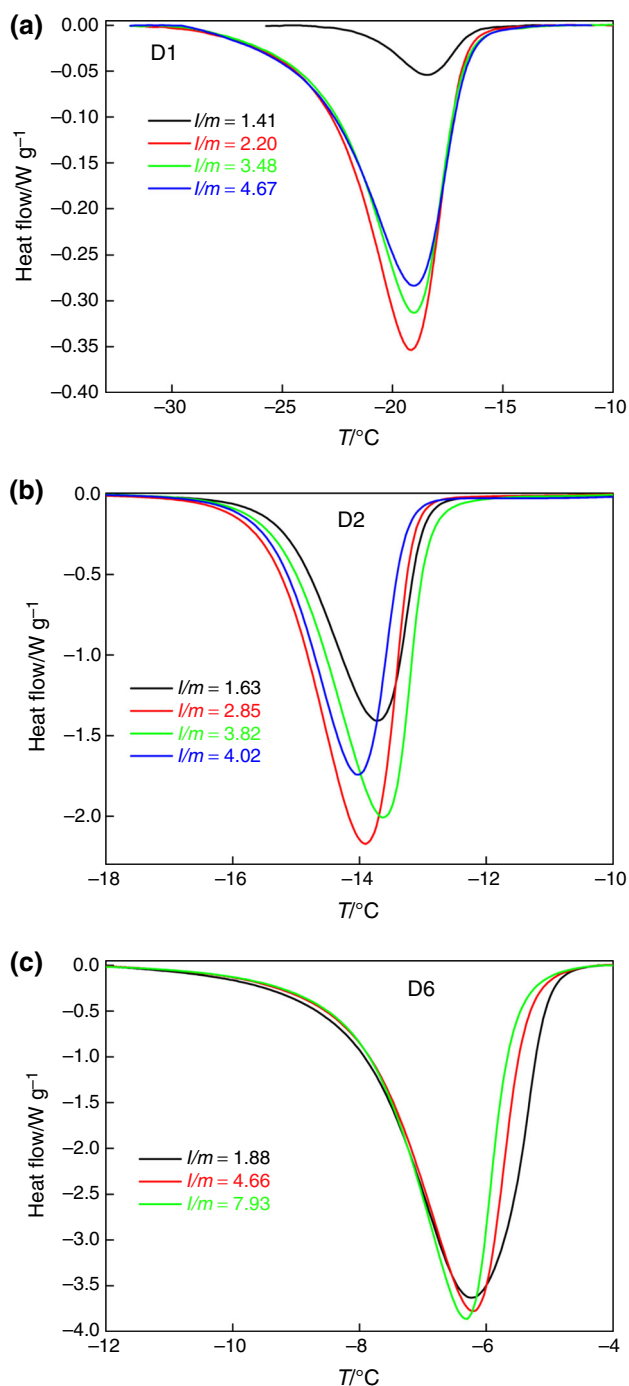 (a)
D1
0.00
−0.05
−0.10
−0.15
−0.20
−0.25
−0.30
−0.35
−0.40
Heat flow/W g⁻¹
l/m = 1.41
l/m = 2.20
l/m = 3.48
l/m = 4.67
−30 −25 −20 −15 −10
T/°C
(b)
D2
0.0
−0.5
−1.0
−1.5
−2.0
Heat flow/W g⁻¹
l/m = 1.63
l/m = 2.85
l/m = 3.82
l/m = 4.02
−18 −16 −14 −12 −10
T/°C
(c)
D6
0.0
−0.5
−1.0
−1.5
−2.0
−2.5
−3.0
−3.5
−4.0
Heat flow/W g⁻¹
l/m = 1.88
l/m = 4.66
l/m = 7.93
−12 −10 −8 −6 −4
T/°C